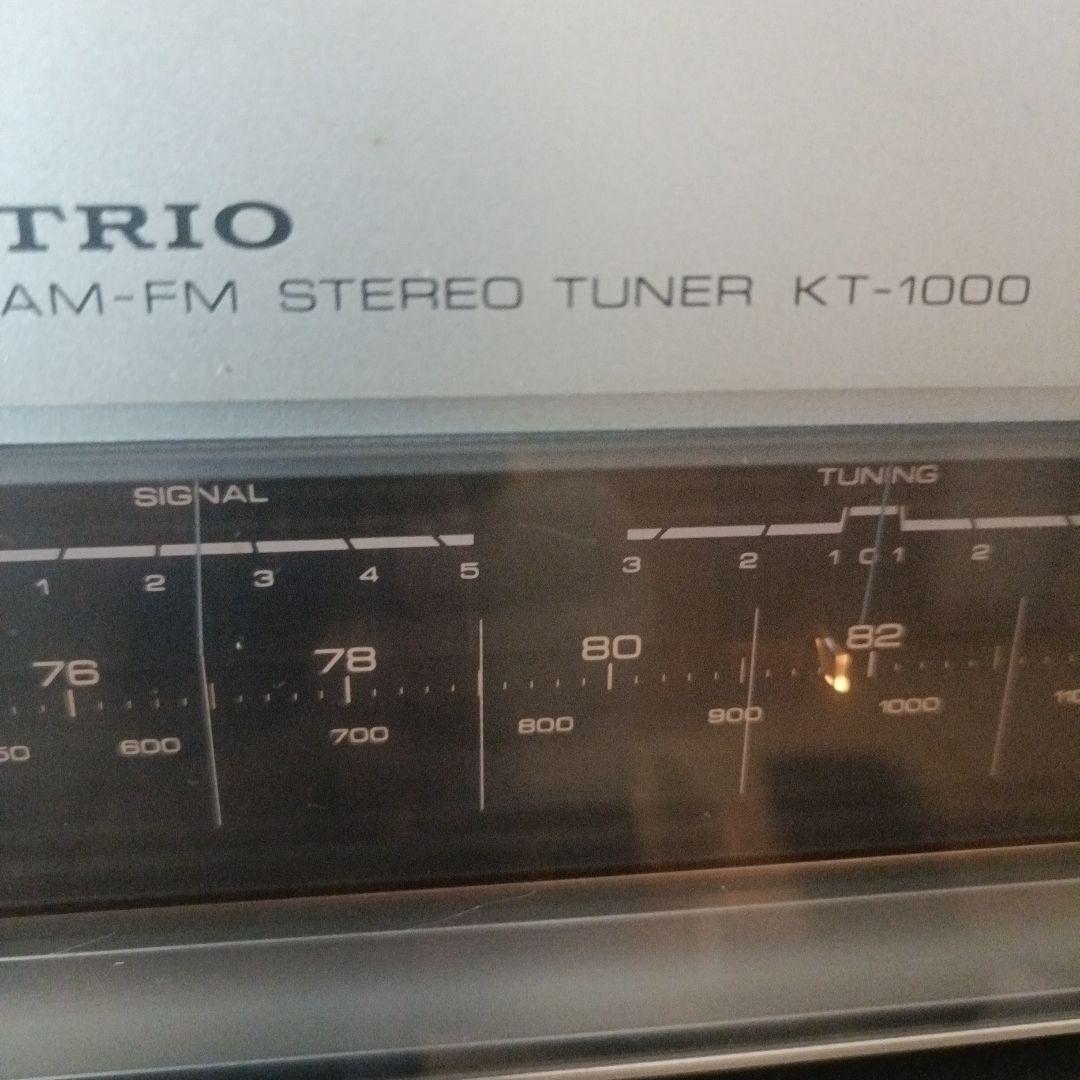 TRIO
AM-FM STEREO TUNER KT-1000
SIGNAL TUNING
1 2 3 4 5 3 2 1 0 1 2
76 78 80 82
50 600 700 800 900 1000